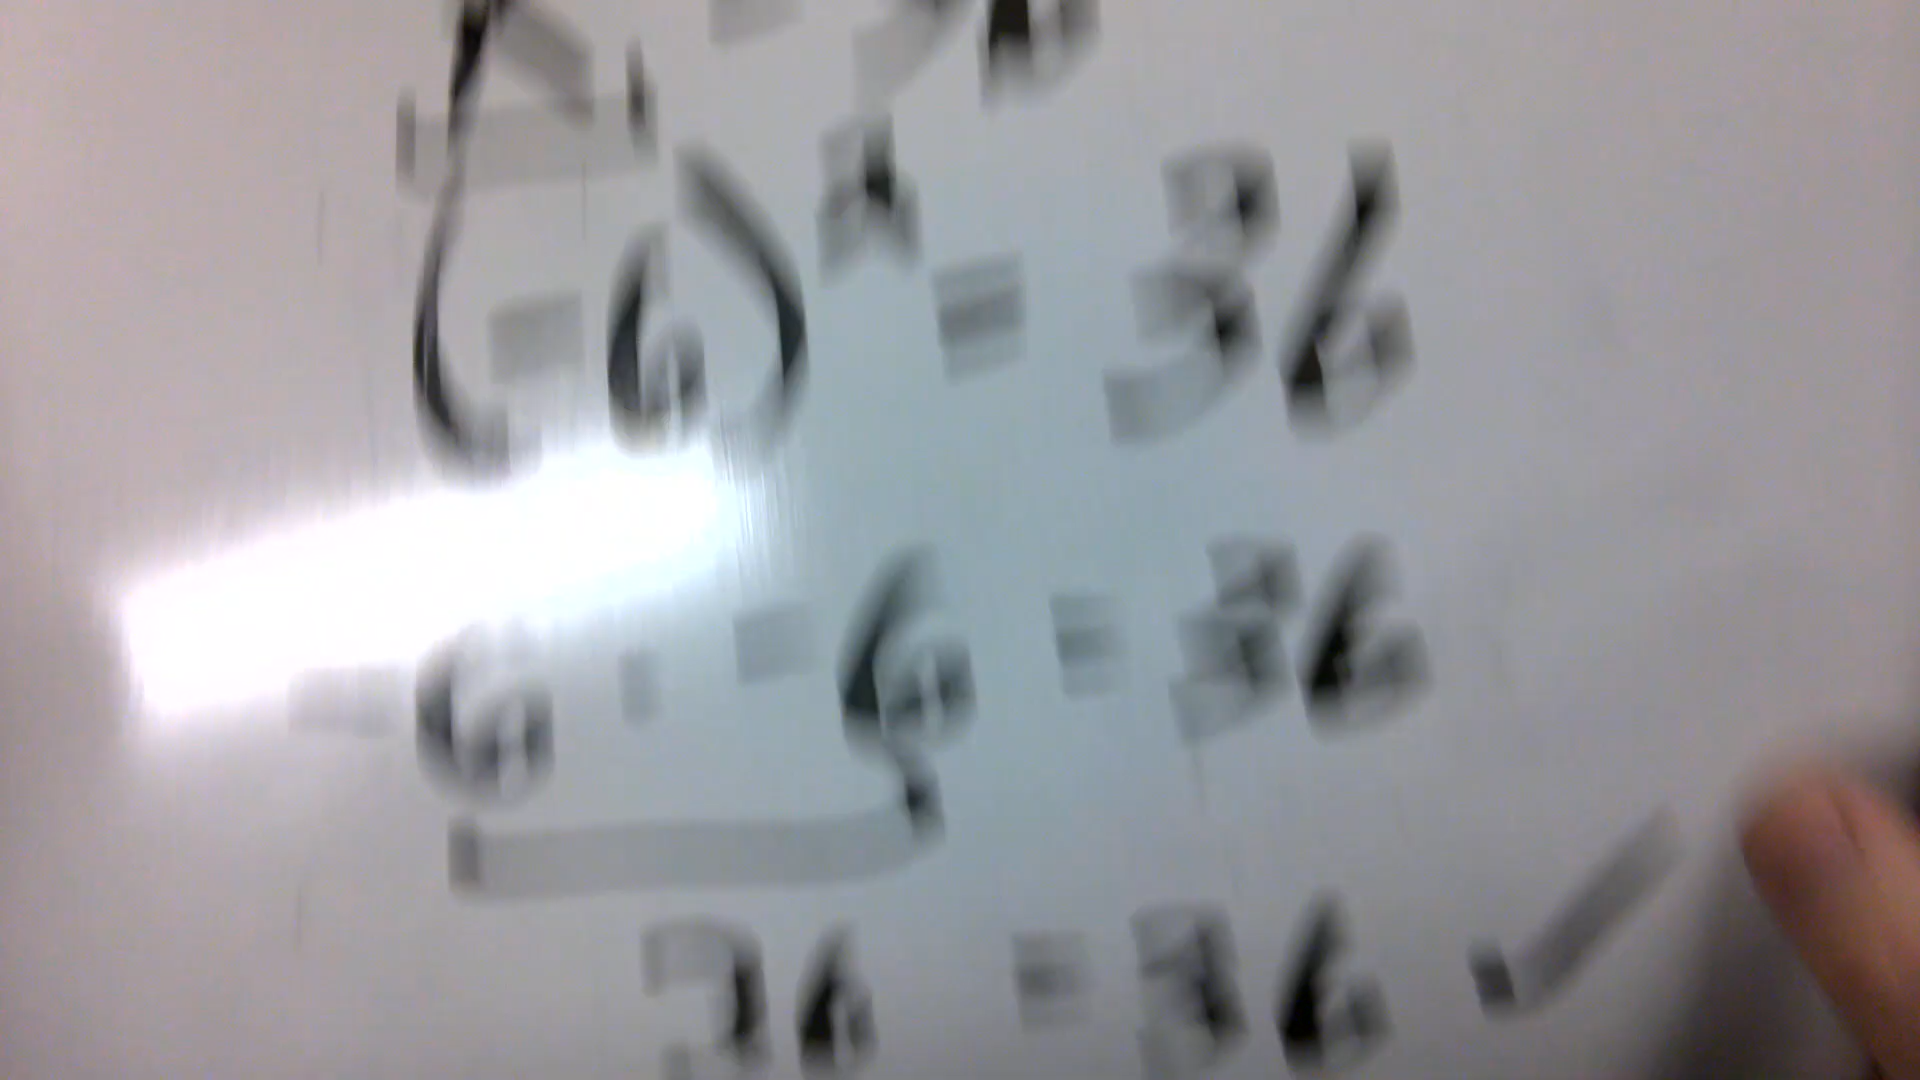 (-6)² = 36
-6 · -6 = 36
36 = 36 ✓